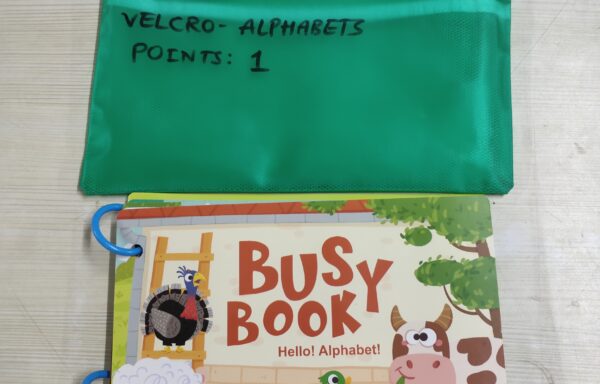 VELCRO- ALPHABETS
POINTS: 1
BUSY
BOOK
Hello! Alphabet!